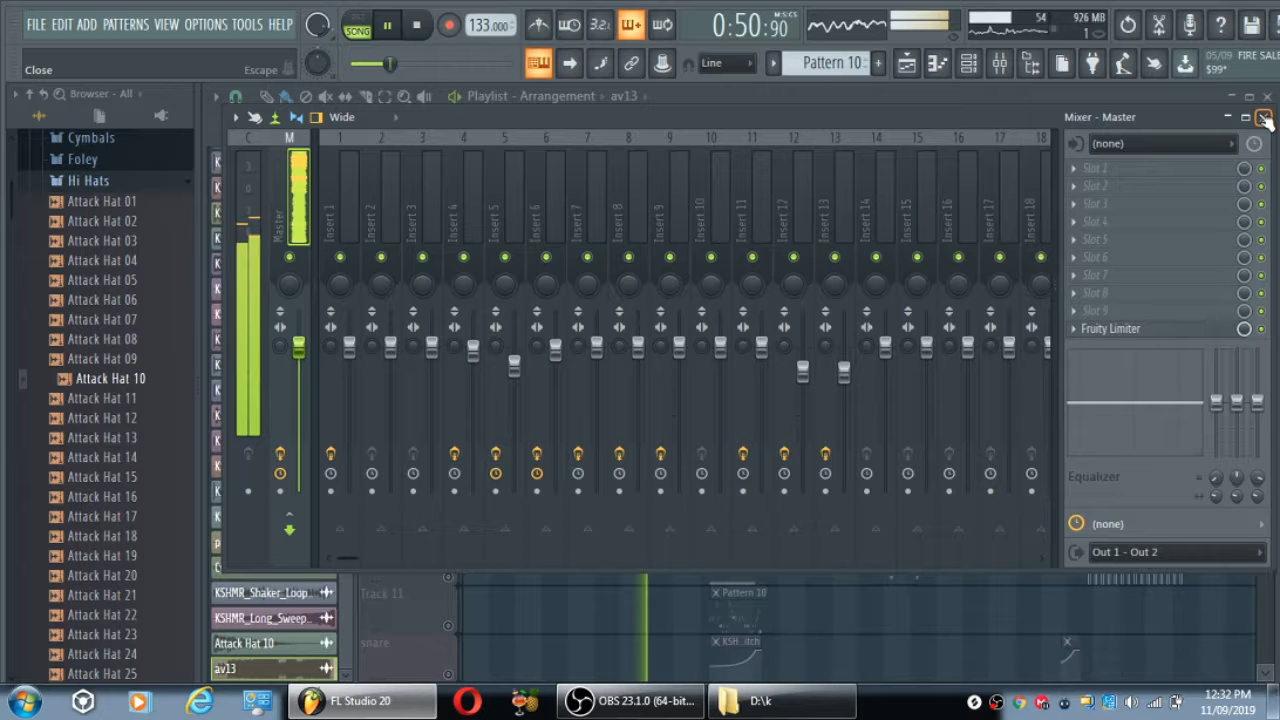 FILE EDIT ADD PATTERNS VIEW OPTIONS TOOLS HELP
SONG
133.000
3.2.
0:50:90
M:S:CS
54
926 MB
1
Close
Escape
Line
Pattern 10
05/09 FIRE SALE
$99*
Browser - All
Playlist - Arrangement
av13
Cymbals
Foley
Hi Hats
Attack Hat 01
Attack Hat 02
Attack Hat 03
Attack Hat 04
Attack Hat 05
Attack Hat 06
Attack Hat 07
Attack Hat 08
Attack Hat 09
Attack Hat 10
Attack Hat 11
Attack Hat 12
Attack Hat 13
Attack Hat 14
Attack Hat 15
Attack Hat 16
Attack Hat 17
Attack Hat 18
Attack Hat 19
Attack Hat 20
Attack Hat 21
Attack Hat 22
Attack Hat 23
Attack Hat 24
Attack Hat 25
Wide
Mixer - Master
C M 1 2 3 4 5 6 7 8 9 10 11 12 13 14 15 16 17 18
Master
Insert 1
Insert 2
Insert 3
Insert 4
Insert 5
Insert 6
Insert 7
Insert 8
Insert 9
Insert 10
Insert 11
Insert 12
Insert 13
Insert 14
Insert 15
Insert 16
Insert 17
Insert 18
(none)
Slot 1
Slot 2
Slot 3
Slot 4
Slot 5
Slot 6
Slot 7
Slot 8
Slot 9
Fruity Limiter
Equalizer
(none)
Out 1 - Out 2
KSHMR_Shaker_Loop..
KSHMR_Long_Sweep..
Attack Hat 10
av13
Track 11
snare
Pattern 10
KSH..itch
FL Studio 20
OBS 23.1.0 (64-bit...
D:\k
12:32 PM
11/09/2019